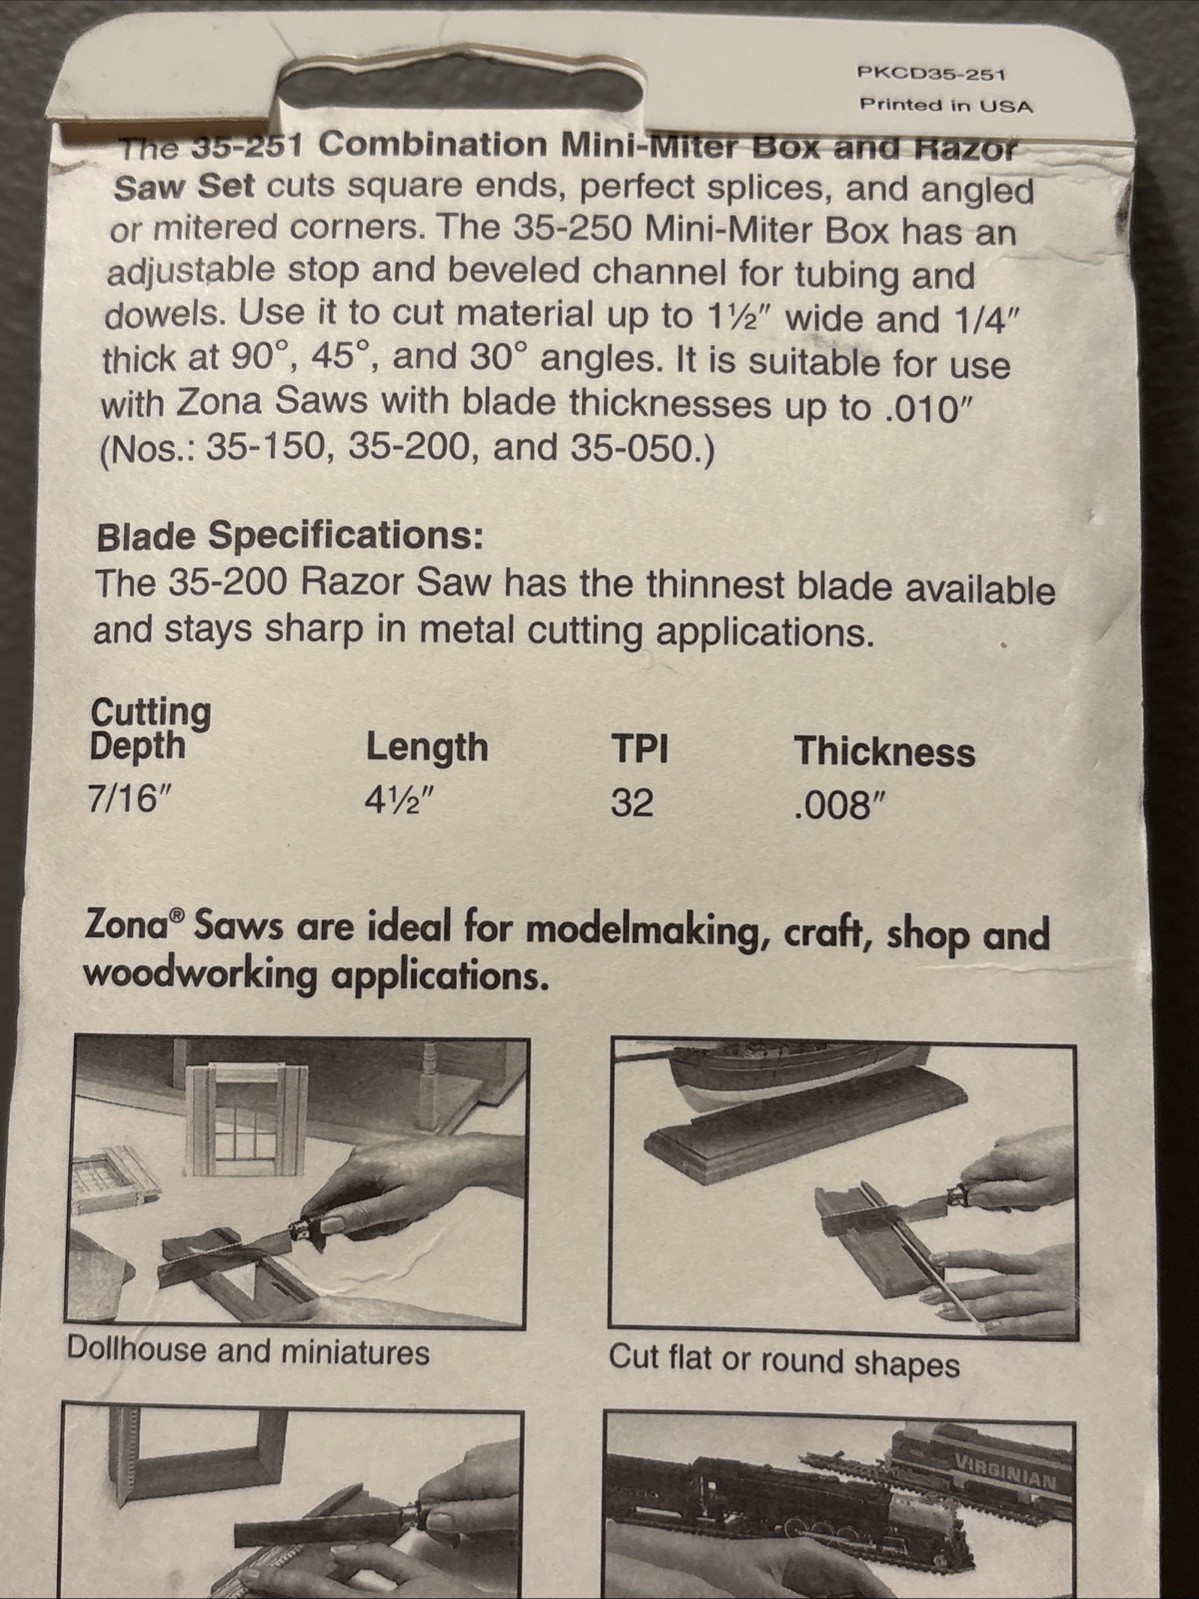 PKCD35-251
Printed in USA
The 35-251 Combination Mini-Miter Box and Razor
Saw Set cuts square ends, perfect splices, and angled
or mitered corners. The 35-250 Mini-Miter Box has an
adjustable stop and beveled channel for tubing and
dowels. Use it to cut material up to 1½" wide and 1/4"
thick at 90°, 45°, and 30° angles. It is suitable for use
with Zona Saws with blade thicknesses up to .010"
(Nos.: 35-150, 35-200, and 35-050.)
Blade Specifications:
The 35-200 Razor Saw has the thinnest blade available
and stays sharp in metal cutting applications.
Cutting
Depth Length TPI Thickness
7/16" 4½" 32 .008"
Zona® Saws are ideal for modelmaking, craft, shop and
woodworking applications.
Dollhouse and miniatures
Cut flat or round shapes
VIRGINIAN